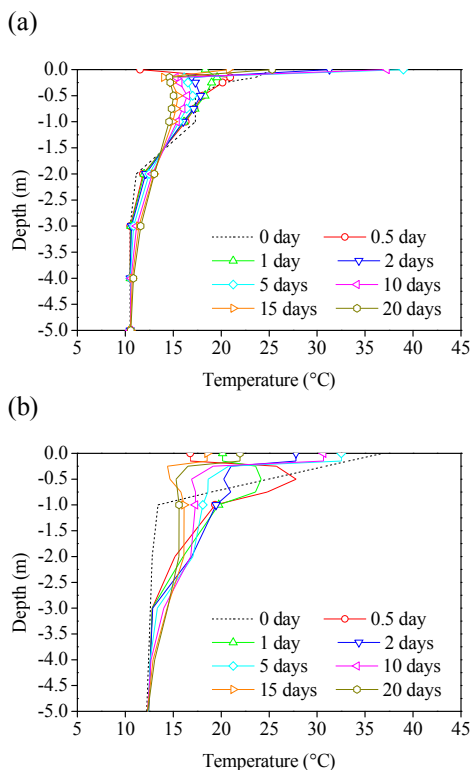 (a)
0.0
-0.5
-1.0
-1.5
-2.0
-2.5
-3.0
-3.5
-4.0
-4.5
-5.0
Depth (m)
0 day 0.5 day
1 day 2 days
5 days 10 days
15 days 20 days
5 10 15 20 25 30 35 40 45
Temperature (°C)
(b)
0.0
-0.5
-1.0
-1.5
-2.0
-2.5
-3.0
-3.5
-4.0
-4.5
-5.0
Depth (m)
0 day 0.5 day
1 day 2 days
5 days 10 days
15 days 20 days
5 10 15 20 25 30 35 40 45
Temperature (°C)